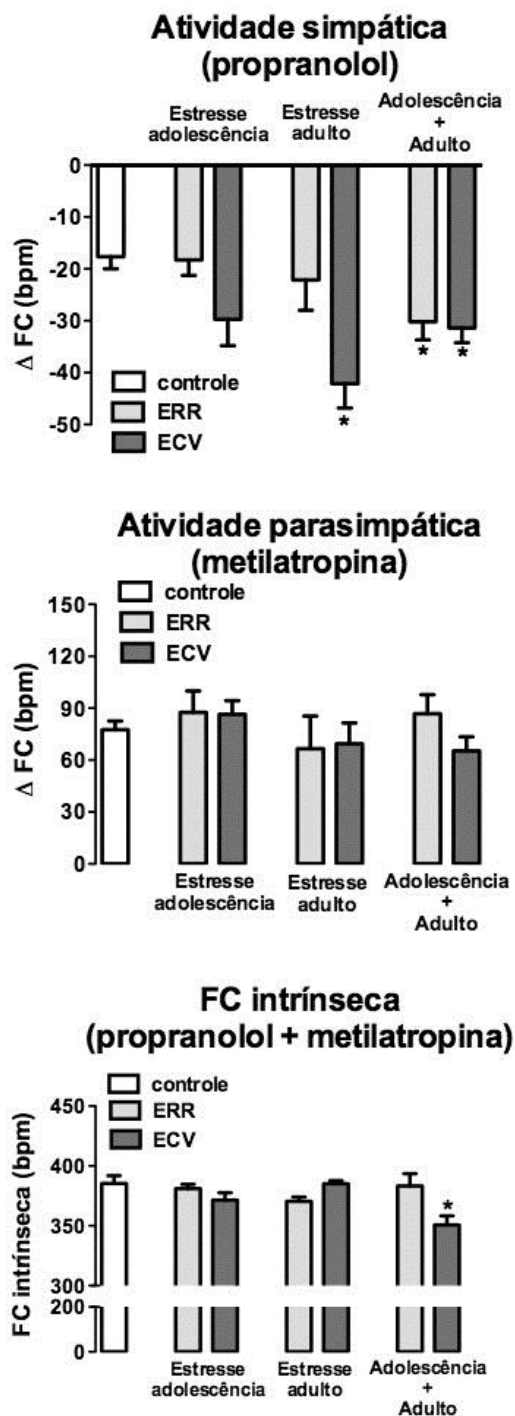 Atividade simpática
(propranolol)
Estresse
adolescência
Estresse
adulto
Adolescência
+
Adulto
0
-10
-20
-30
-40
-50
Δ FC (bpm)
controle
ERR
ECV
*
*
*
Atividade parasimpática
(metilatropina)
150
120
90
60
30
0
Δ FC (bpm)
controle
ERR
ECV
Estresse
adolescência
Estresse
adulto
Adolescência
+
Adulto
FC intrínseca
(propranolol + metilatropina)
450
400
350
300
200
0
FC intrínseca (bpm)
controle
ERR
ECV
*
Estresse
adolescência
Estresse
adulto
Adolescência
+
Adulto